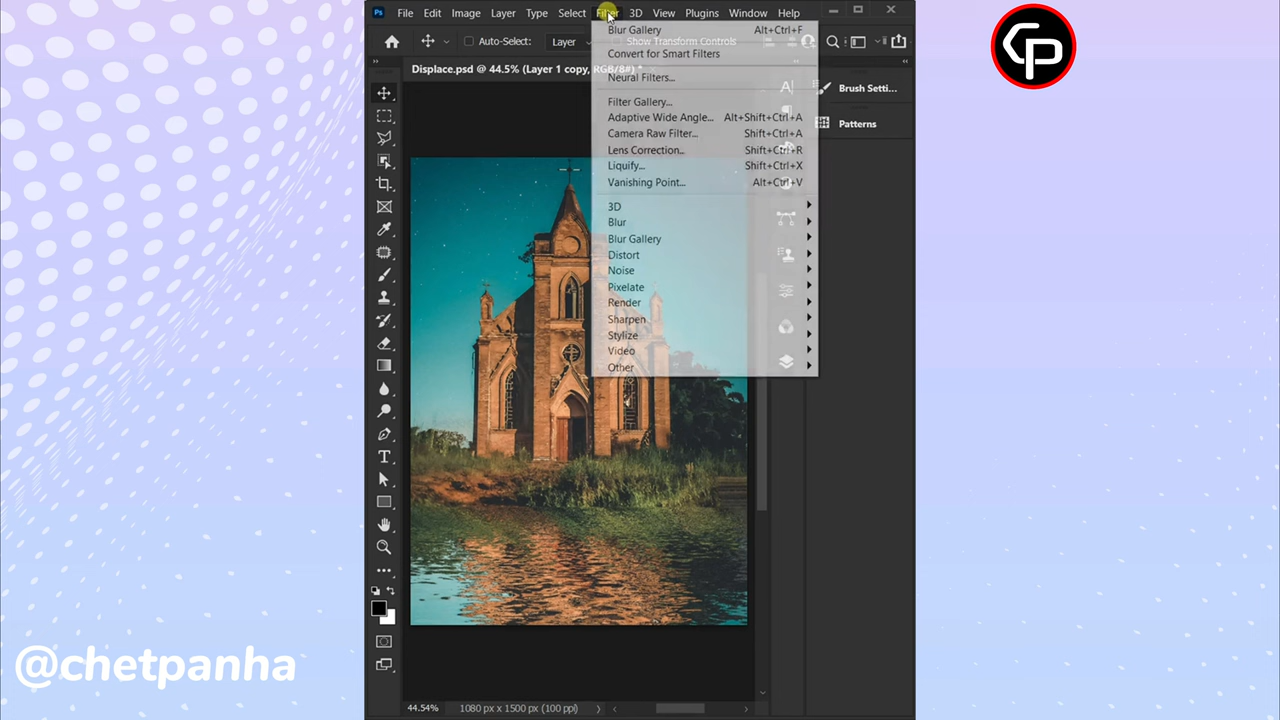 Ps File Edit Image Layer Type Select Filter 3D View Plugins Window Help
Auto-Select: Layer Show Transform Controls
Displace.psd @ 44.5% (Layer 1 copy, RGB/8#) *
Blur Gallery Alt+Ctrl+F
Convert for Smart Filters
Neural Filters...
Filter Gallery...
Adaptive Wide Angle... Alt+Shift+Ctrl+A
Camera Raw Filter... Shift+Ctrl+A
Lens Correction... Shift+Ctrl+R
Liquify... Shift+Ctrl+X
Vanishing Point... Alt+Ctrl+V
3D
Blur
Blur Gallery
Distort
Noise
Pixelate
Render
Sharpen
Stylize
Video
Other
Brush Setti...
Patterns
44.54% 1080 px x 1500 px (100 ppi)
@chetpanha
CP